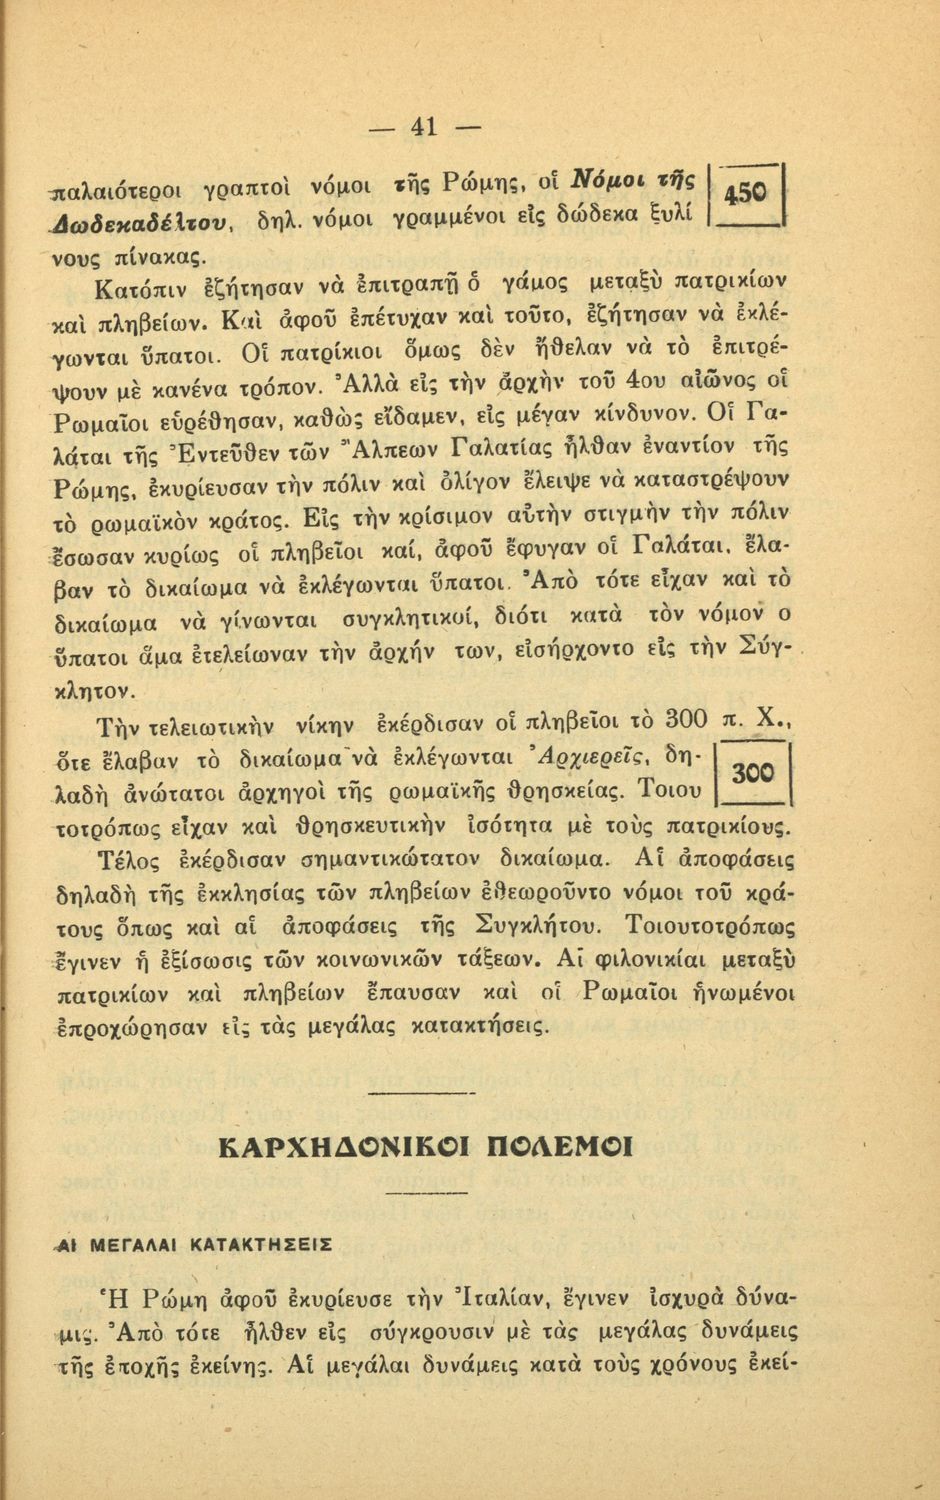 — 41 —
παλαιότεροι γραπτοὶ νόμοι τῆς Ρώμης, οἱ Νόμοι τῆς
450
Δωδεκαδέλτου, δηλ. νόμοι γραμμένοι εἰς δώδεκα ξυλί
νους πίνακας.
Κατόπιν ἐζήτησαν νὰ ἐπιτραπῇ ὁ γάμος μεταξὺ πατρικίων
καὶ πληβείων. Καὶ ἀφοῦ ἐπέτυχαν καὶ τοῦτο, ἐζήτησαν νὰ ἐκλέ-
γωνται ὕπατοι. Οἱ πατρίκιοι ὅμως δὲν ἤθελαν νὰ τὸ ἐπιτρέ-
ψουν μὲ κανένα τρόπον. Ἀλλὰ εἰς τὴν ἀρχὴν τοῦ 4ου αἰῶνος οἱ
Ρωμαῖοι εὑρέθησαν, καθὼς εἴδαμεν, εἰς μέγαν κίνδυνον. Οἱ Γα-
λάται τῆς Ἐντεῦθεν τῶν Ἄλπεων Γαλατίας ἦλθαν ἐναντίον τῆς
Ρώμης, ἐκυρίευσαν τὴν πόλιν καὶ ὀλίγον ἔλειψε νὰ καταστρέψουν
τὸ ρωμαϊκὸν κράτος. Εἰς τὴν κρίσιμον αὐτὴν στιγμὴν τὴν πόλιν
ἔσωσαν κυρίως οἱ πληβεῖοι καί, ἀφοῦ ἔφυγαν οἱ Γαλάται, ἔλα-
βαν τὸ δικαίωμα νὰ ἐκλέγωνται ὕπατοι. Ἀπὸ τότε εἶχαν καὶ τὸ
δικαίωμα νὰ γίνωνται συγκλητικοί, διότι κατὰ τὸν νόμον ο
ὕπατοι ἅμα ἐτελείωναν τὴν ἀρχήν των, εἰσήρχοντο εἰς τὴν Σύγ-
κλητον.
Τὴν τελειωτικὴν νίκην ἐκέρδισαν οἱ πληβεῖοι τὸ 300 π. Χ.,
ὅτε ἔλαβαν τὸ δικαίωμα νὰ ἐκλέγωνται Ἀρχιερεῖς, δη-
300
λαδὴ ἀνώτατοι ἀρχηγοὶ τῆς ρωμαϊκῆς θρησκείας. Τοιου
τοτρόπως εἶχαν καὶ θρησκευτικὴν ἰσότητα μὲ τοὺς πατρικίους.
Τέλος ἐκέρδισαν σημαντικώτατον δικαίωμα. Αἱ ἀποφάσεις
δηλαδὴ τῆς ἐκκλησίας τῶν πληβείων ἐθεωροῦντο νόμοι τοῦ κρά-
τους ὅπως καὶ αἱ ἀποφάσεις τῆς Συγκλήτου. Τοιουτοτρόπως
ἔγινεν ἡ ἐξίσωσις τῶν κοινωνικῶν τάξεων. Αἱ φιλονικίαι μεταξὺ
πατρικίων καὶ πληβείων ἔπαυσαν καὶ οἱ Ρωμαῖοι ἡνωμένοι
ἐπροχώρησαν εἰς τὰς μεγάλας κατακτήσεις.
ΚΑΡΧΗΔΟΝΙΚΟΙ ΠΟΛΕΜΟΙ
ΑΙ ΜΕΓΑΛΑΙ ΚΑΤΑΚΤΗΣΕΙΣ
Ἡ Ρώμη ἀφοῦ ἐκυρίευσε τὴν Ἰταλίαν, ἔγινεν ἰσχυρὰ δύνα-
μις. Ἀπὸ τότε ἦλθεν εἰς σύγκρουσιν μὲ τὰς μεγάλας δυνάμεις
τῆς ἐποχῆς ἐκείνης. Αἱ μεγάλαι δυνάμεις κατὰ τοὺς χρόνους ἐκεί-